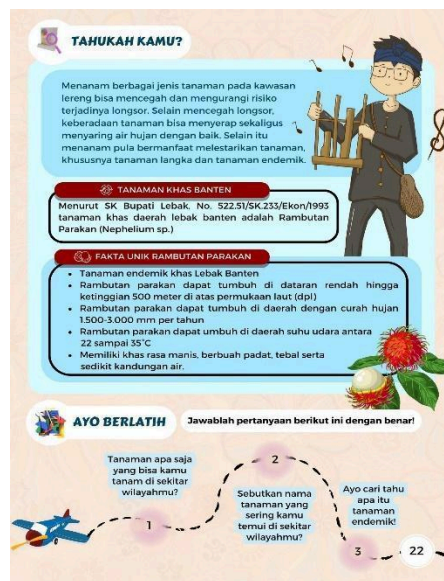 TAHUKAH KAMU?
Menanam berbagai jenis tanaman pada kawasan
lereng bisa mencegah dan mengurangi risiko
terjadinya longsor. Selain mencegah longsor,
keberadaan tanaman bisa menyerap sekaligus
menyaring air hujan dengan baik. Selain itu
menanam pula bermanfaat melestarikan tanaman,
khususnya tanaman langka dan tanaman endemik.
TANAMAN KHAS BANTEN
Menurut SK Bupati Lebak, No. 522.51/SK.233/Ekon/1993
tanaman khas daerah lebak banten adalah Rambutan
Parakan (Nephelium sp.)
FAKTA UNIK RAMBUTAN PARAKAN
• Tanaman endemik khas Lebak Banten
• Rambutan parakan dapat tumbuh di dataran rendah hingga
ketinggian 500 meter di atas permukaan laut (dpl)
• Rambutan parakan dapat tumbuh di daerah dengan curah hujan
1.500-3.000 mm per tahun
• Rambutan parakan dapat umbuh di daerah suhu udara antara
22 sampai 35°C
• Memiliki khas rasa manis, berbuah padat, tebal serta
sedikit kandungan air.
AYO BERLATIH
Jawablah pertanyaan berikut ini dengan benar!
Tanaman apa saja
yang bisa kamu
tanam di sekitar
wilayahmu?
1
2
Sebutkan nama
tanaman yang
sering kamu
temui di sekitar
wilayahmu?
Ayo cari tahu
apa itu
tanaman
endemik!
3
22